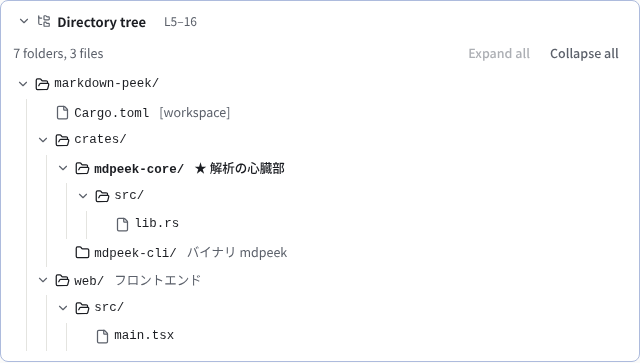 Directory tree L5–16
7 folders, 3 files Expand all Collapse all
markdown-peek/
Cargo.toml [workspace]
crates/
mdpeek-core/ ★ 解析の心臓部
src/
lib.rs
mdpeek-cli/ バイナリ mdpeek
web/ フロントエンド
src/
main.tsx